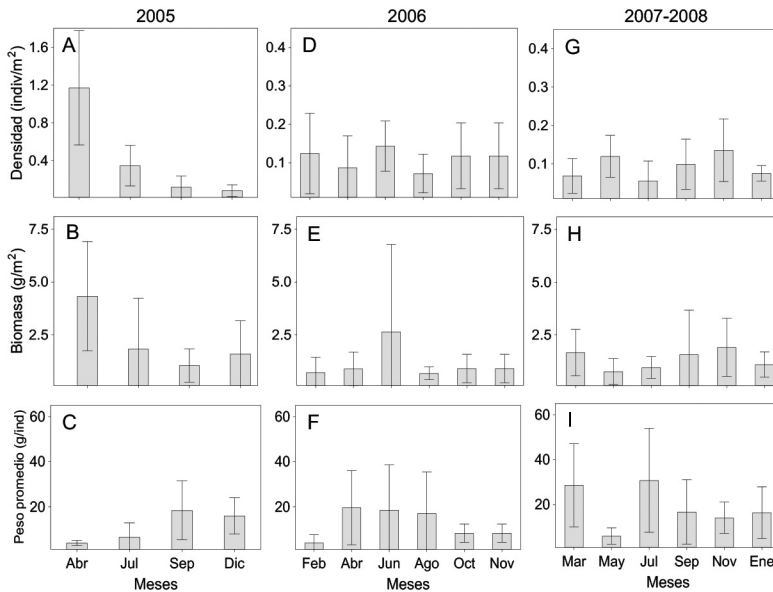 2005 2006 2007-2008
A D G
Densidad (indiv/m²)
1.6 0.4 0.4
1.2 0.3 0.3
0.8 0.2 0.2
0.4 0.1 0.1
B E H
Biomasa (g/m²)
7.5 7.5 7.5
5.0 5.0 5.0
2.5 2.5 2.5
C F I
Peso promedio (g/ind)
60 60 60
40 40 40
20 20 20
Abr Jul Sep Dic Feb Abr Jun Ago Oct Nov Mar May Jul Sep Nov Ene
Meses Meses Meses